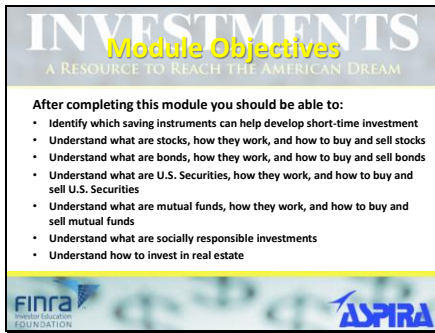 INVESTMENTS
Module Objectives
A RESOURCE TO REACH THE AMERICAN DREAM
After completing this module you should be able to:
• Identify which saving instruments can help develop short-time investment
• Understand what are stocks, how they work, and how to buy and sell stocks
• Understand what are bonds, how they work, and how to buy and sell bonds
• Understand what are U.S. Securities, how they work, and how to buy and
sell U.S. Securities
• Understand what are mutual funds, how they work, and how to buy and
sell mutual funds
• Understand what are socially responsible investments
• Understand how to invest in real estate
FINRA
Investor Education
FOUNDATION
ASPIRA